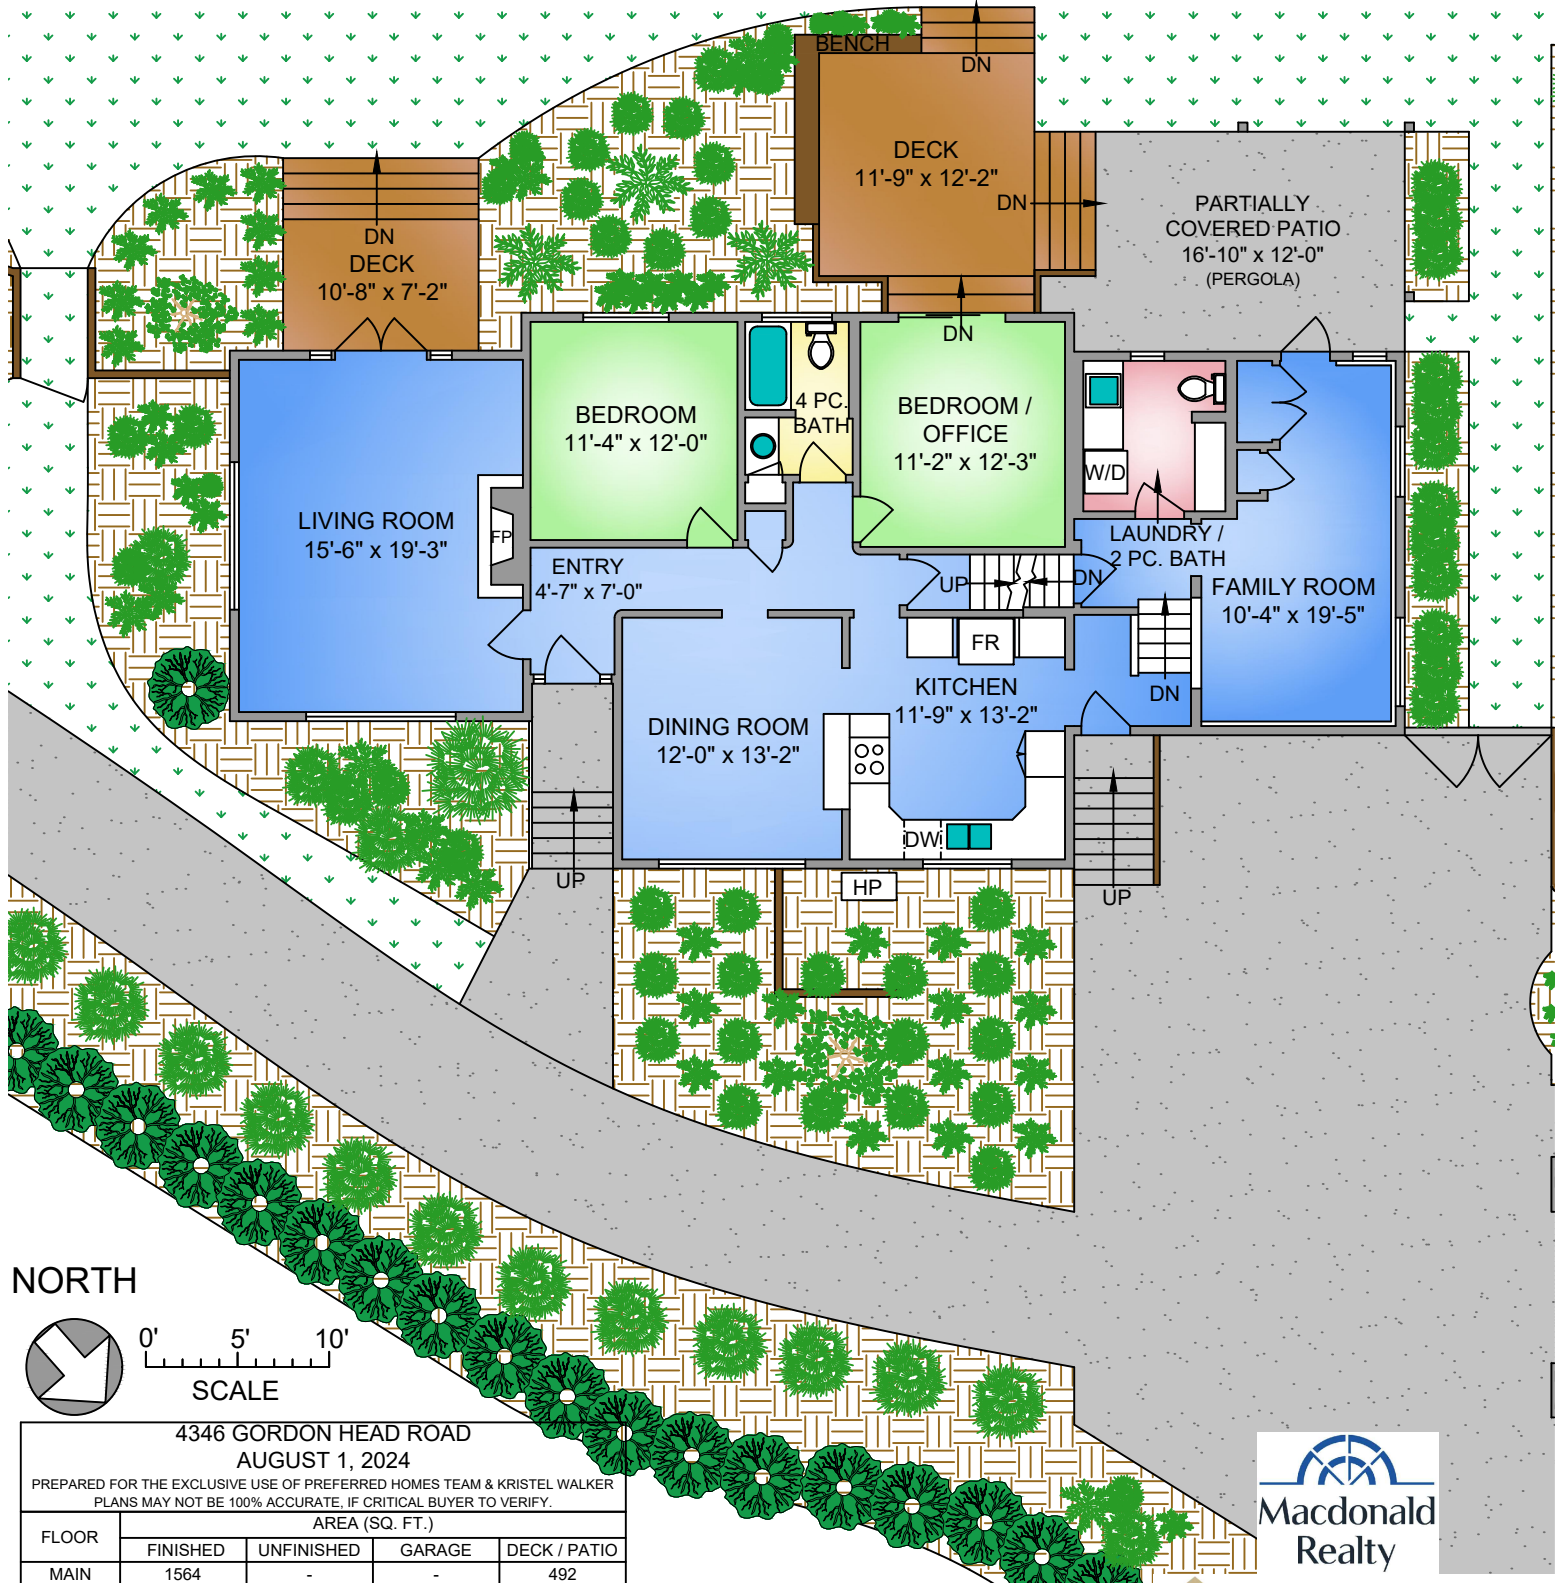 BENCH
DN
DECK
11'-9" x 12'-2"
DN
PARTIALLY
COVERED PATIO
16'-10" x 12'-0"
(PERGOLA)
DN
DECK
10'-8" x 7'-2"
DN
BEDROOM
11'-4" x 12'-0"
4 PC.
BATH
BEDROOM /
OFFICE
11'-2" x 12'-3"
W/D
LIVING ROOM
15'-6" x 19'-3"
FP
ENTRY
4'-7" x 7'-0"
UP
DN
LAUNDRY /
2 PC. BATH
FAMILY ROOM
10'-4" x 19'-5"
FR
KITCHEN
11'-9" x 13'-2"
DN
DINING ROOM
12'-0" x 13'-2"
DW
UP
HP
UP
NORTH
0' 5' 10'
SCALE
4346 GORDON HEAD ROAD
AUGUST 1, 2024
PREPARED FOR THE EXCLUSIVE USE OF PREFERRED HOMES TEAM & KRISTEL WALKER
PLANS MAY NOT BE 100% ACCURATE, IF CRITICAL BUYER TO VERIFY.
FLOOR
AREA (SQ. FT.)
FINISHED UNFINISHED GARAGE DECK / PATIO
MAIN 1564 - - 492
Macdonald
Realty